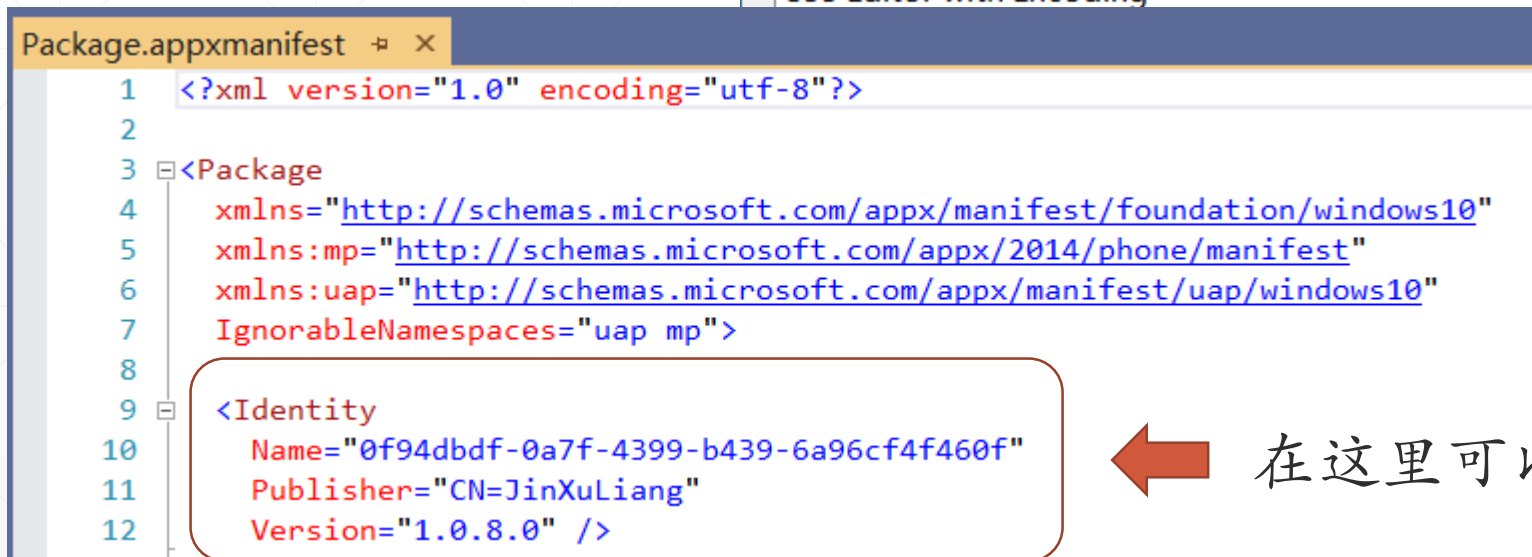 Package.appxmanifest
1 <?xml version="1.0" encoding="utf-8"?>
2
3 <Package
4 xmlns="http://schemas.microsoft.com/appx/manifest/foundation/windows10"
5 xmlns:mp="http://schemas.microsoft.com/appx/2014/phone/manifest"
6 xmlns:uap="http://schemas.microsoft.com/appx/manifest/uap/windows10"
7 IgnorableNamespaces="uap mp">
8
9 <Identity
10 Name="0f94dbdf-0a7f-4399-b439-6a96cf4f460f"
11 Publisher="CN=JinXuLiang"
12 Version="1.0.8.0" />
在这里可